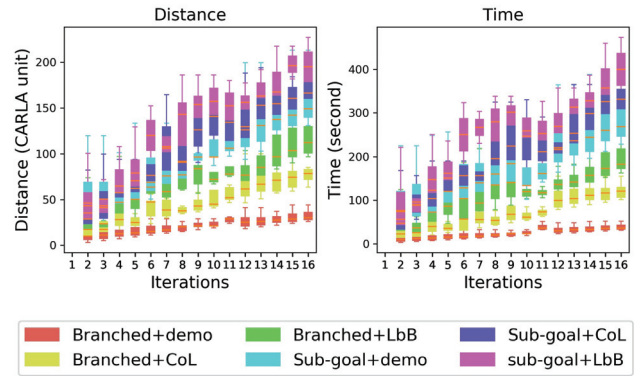 Distance Time
Distance (CARLA unit)
200
150
100
50
0
1 2 3 4 5 6 7 8 9 10 11 12 13 14 15 16
Iterations
Time (second)
400
300
200
100
0
1 2 3 4 5 6 7 8 9 10 11 12 13 14 15 16
Iterations
Branched+demo Branched+LbB Sub-goal+CoL
Branched+CoL Sub-goal+demo sub-goal+LbB